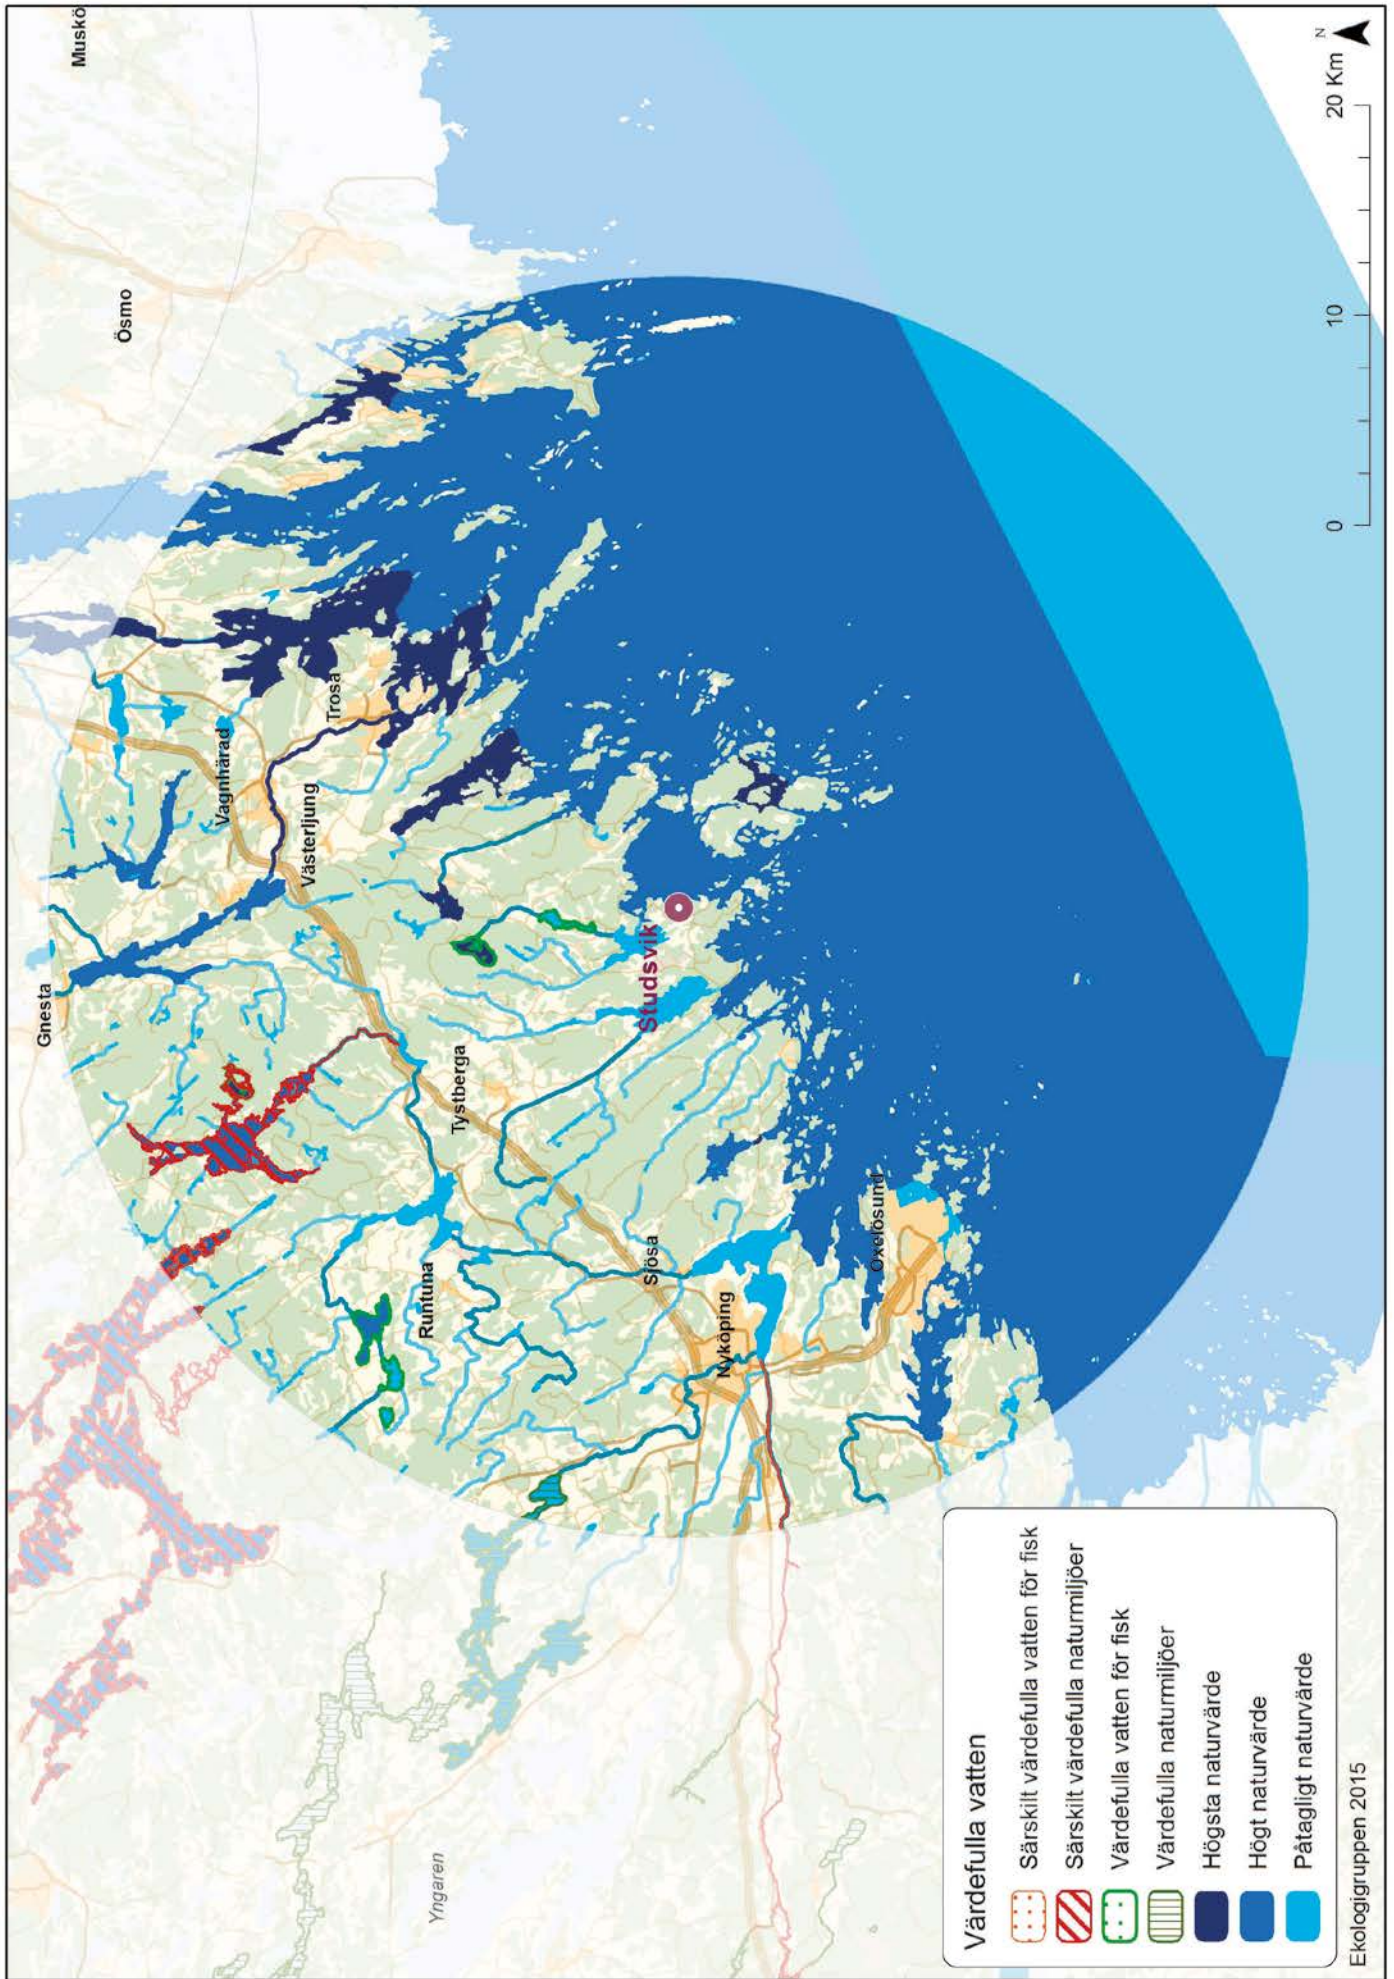 Muskö
Ösmo
Gnesta
Vagnhärad
Trosa
Västerljung
Tystberga
Studsvik
Runtuna
Sjösa
Nyköping
Oxelösund
Yngaren
N
0 10 20 Km
Värdefulla vatten
Särskilt värdefulla vatten för fisk
Särskilt värdefulla naturmiljöer
Värdefulla vatten för fisk
Värdefulla naturmiljöer
Högsta naturvärde
Högt naturvärde
Påtagligt naturvärde
Ekologigruppen 2015